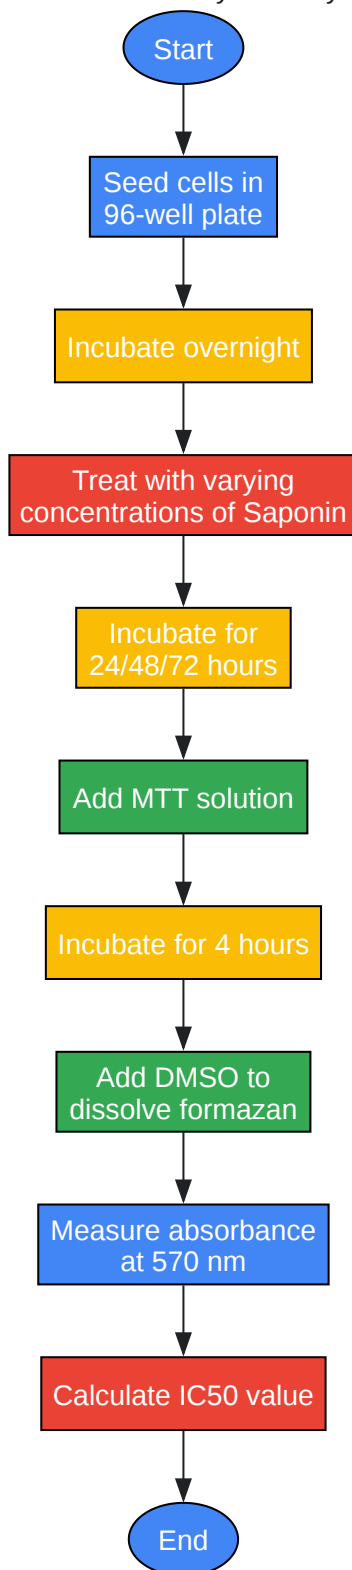 Start
Seed cells in
96-well plate
Incubate overnight
Treat with varying
concentrations of Saponin
Incubate for
24/48/72 hours
Add MTT solution
Incubate for 4 hours
Add DMSO to
dissolve formazan
Measure absorbance
at 570 nm
Calculate IC50 value
End